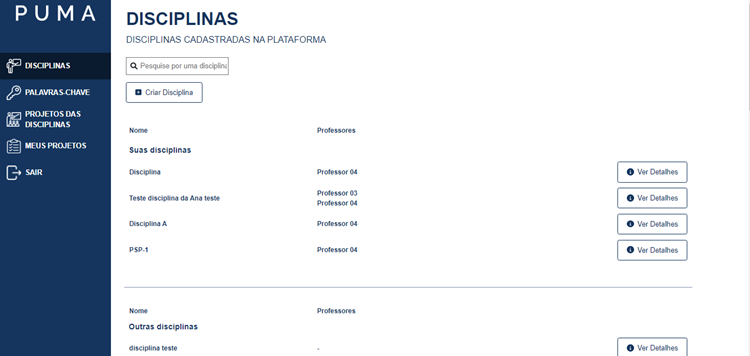 PUMA
DISCIPLINAS
PALAVRAS-CHAVE
PROJETOS DAS
DISCIPLINAS
MEUS PROJETOS
SAIR
DISCIPLINAS
DISCIPLINAS CADASTRADAS NA PLATAFORMA
Pesquise por uma disciplina
Criar Disciplina
Nome Professores
Suas disciplinas
Disciplina Professor 04 Ver Detalhes
Teste disciplina da Ana teste Professor 03
Professor 04 Ver Detalhes
Disciplina A Professor 04 Ver Detalhes
PSP-1 Professor 04 Ver Detalhes
Nome Professores
Outras disciplinas
disciplina teste - Ver Detalhes